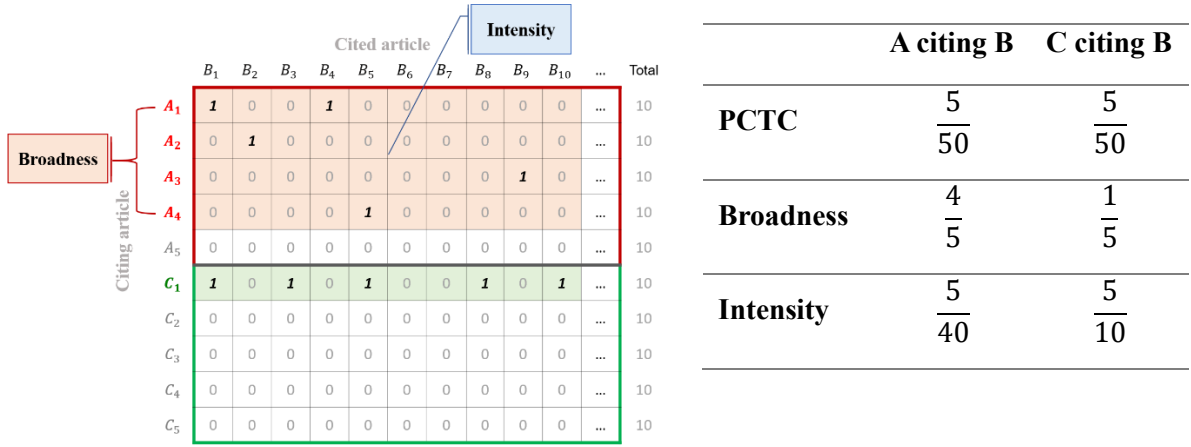 Intensity
Cited article
B₁ B₂ B₃ B₄ B₅ B₆ B₇ B₈ B₉ B₁₀ ... Total
Broadness
Citing article
A₁ 1 0 0 1 0 0 0 0 0 0 ... 10
A₂ 0 1 0 0 0 0 0 0 0 0 ... 10
A₃ 0 0 0 0 0 0 0 0 1 0 ... 10
A₄ 0 0 0 0 1 0 0 0 0 0 ... 10
A₅ 0 0 0 0 0 0 0 0 0 0 ... 10
C₁ 1 0 1 0 1 0 0 1 0 1 ... 10
C₂ 0 0 0 0 0 0 0 0 0 0 ... 10
C₃ 0 0 0 0 0 0 0 0 0 0 ... 10
C₄ 0 0 0 0 0 0 0 0 0 0 ... 10
C₅ 0 0 0 0 0 0 0 0 0 0 ... 10
A citing B C citing B
PCTC 5/50 5/50
Broadness 4/5 1/5
Intensity 5/40 5/10